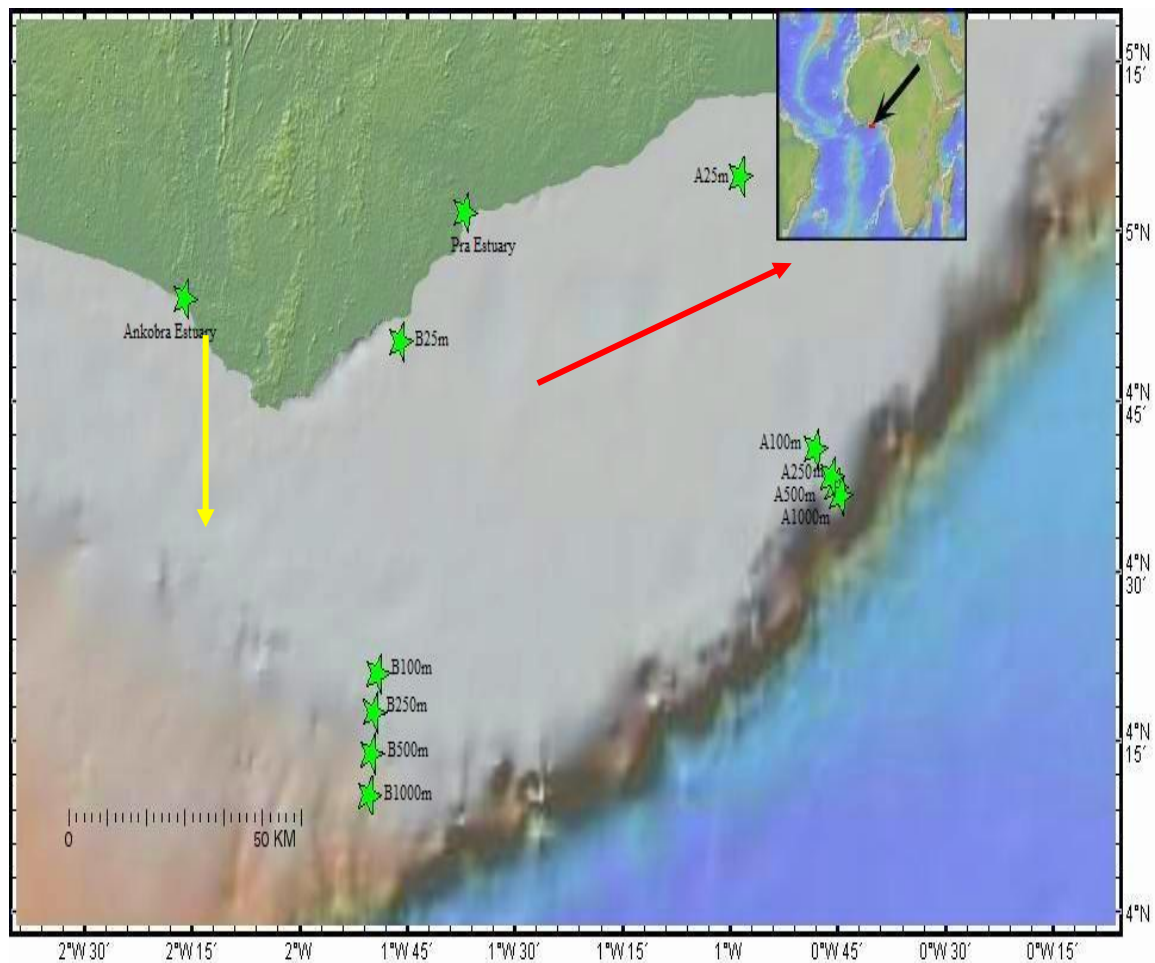 5°N
15′
A25m
5°N
Pra Estuary
Ankobra Estuary
B25m
4°N
45′
A100m
A250m
A500m
A1000m
4°N
30′
B100m
B250m
4°N
15′
B500m
B1000m
0
50 KM
4°N
2°W 30′
2°W 15′
2°W
1°W 45′
1°W 30′
1°W 15′
1°W
0°W 45′
0°W 30′
0°W 15′